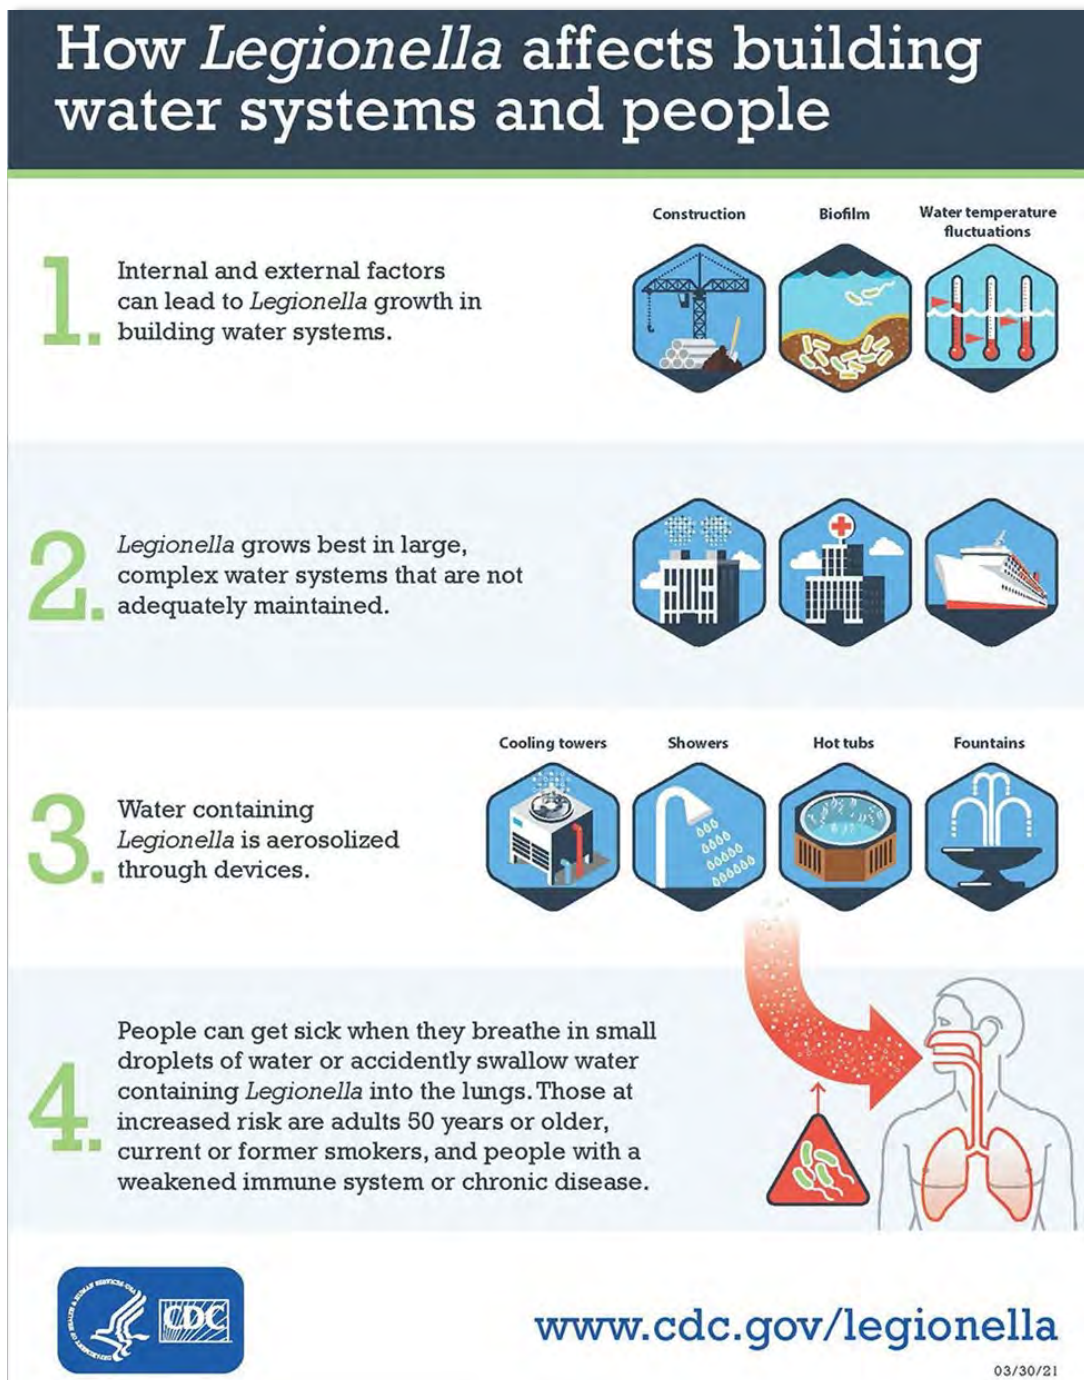 How Legionella affects building
water systems and people
1.
Internal and external factors
can lead to Legionella growth in
building water systems.
Construction
Biofilm
Water temperature
fluctuations
2.
Legionella grows best in large,
complex water systems that are not
adequately maintained.
3.
Water containing
Legionella is aerosolized
through devices.
Cooling towers
Showers
Hot tubs
Fountains
4.
People can get sick when they breathe in small
droplets of water or accidently swallow water
containing Legionella into the lungs. Those at
increased risk are adults 50 years or older,
current or former smokers, and people with a
weakened immune system or chronic disease.
CDC
www.cdc.gov/legionella
03/30/21